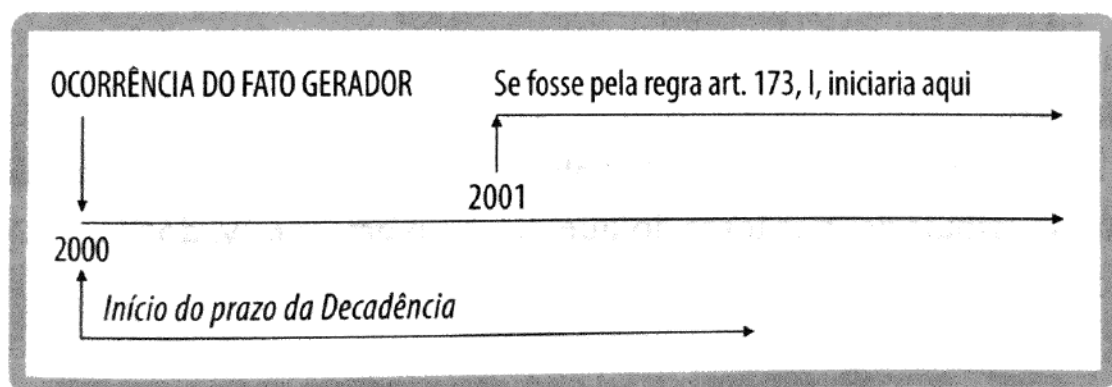 OCORRÊNCIA DO FATO GERADOR
Se fosse pela regra art. 173, I, iniciaria aqui
2001
2000
Início do prazo da Decadência